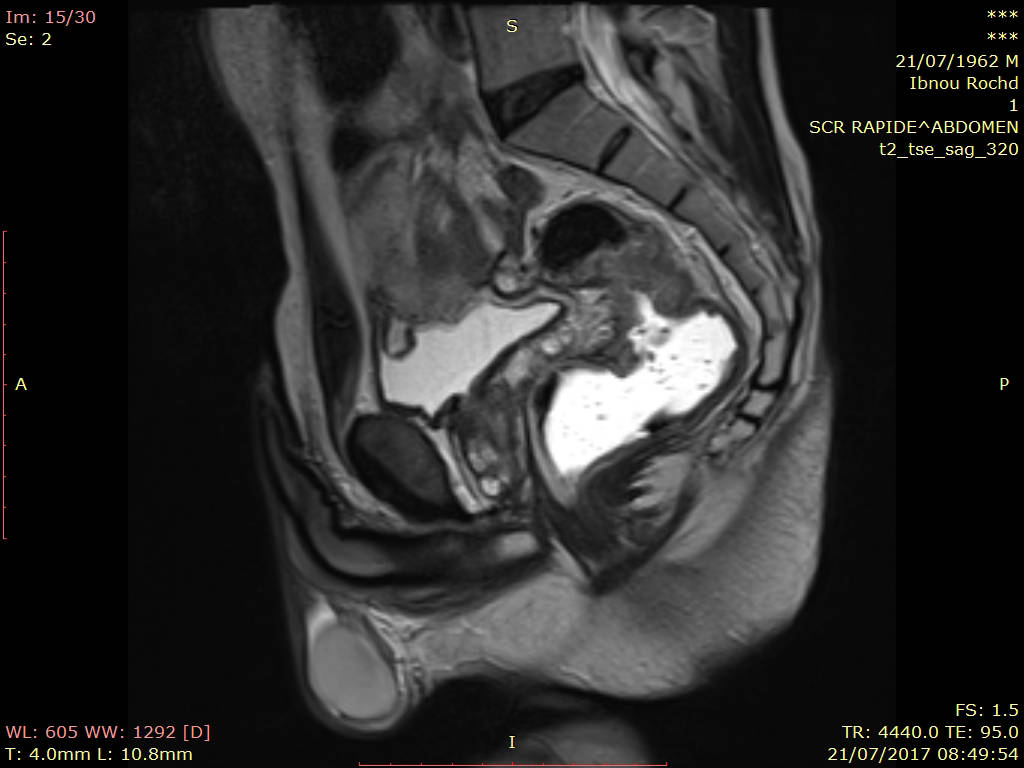 Im: 15/30
Se: 2
S
***
***
21/07/1962 M
Ibnou Rochd
1
SCR RAPIDE^ABDOMEN
t2_tse_sag_320
A
P
WL: 605 WW: 1292 [D]
T: 4.0mm L: 10.8mm
I
FS: 1.5
TR: 4440.0 TE: 95.0
21/07/2017 08:49:54